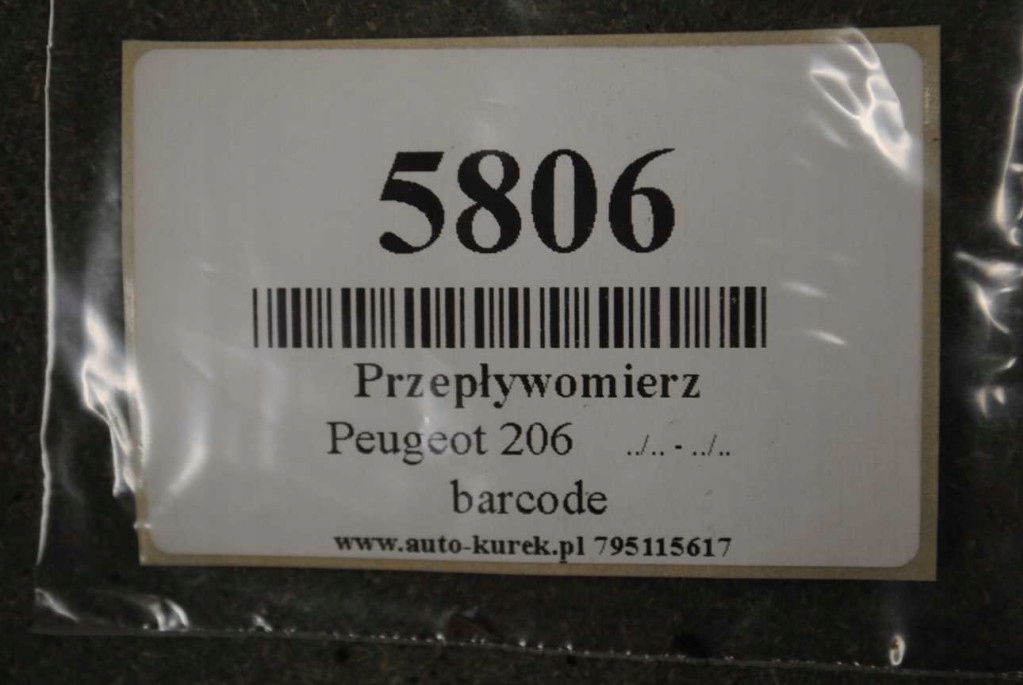 5806
Przepływomierz
Peugeot 206 ../.. - ../..
barcode
www.auto-kurek.pl 795115617